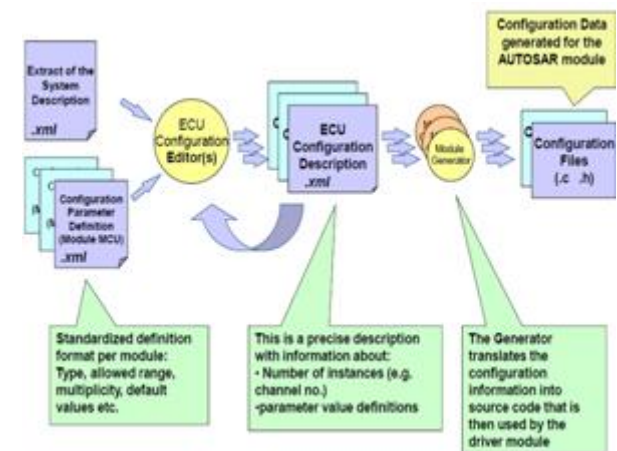 Configuration Data
generated for the
AUTOSAR module
Extract of the
System
Description
.xml
ECU
Configuration
Editor(s)
ECU
Configuration
Description
.xml
Module
Generator
Configuration
Files
(.c .h)
Configuration
Parameter
Definition
(Module MCU)
.xml
Standardized definition
format per module:
Type, allowed range,
multiplicity, default
values etc.
This is a precise description
with information about:
• Number of instances (e.g.
channel no.)
-parameter value definitions
The Generator
translates the
configuration
information into
source code that is
then used by the
driver module